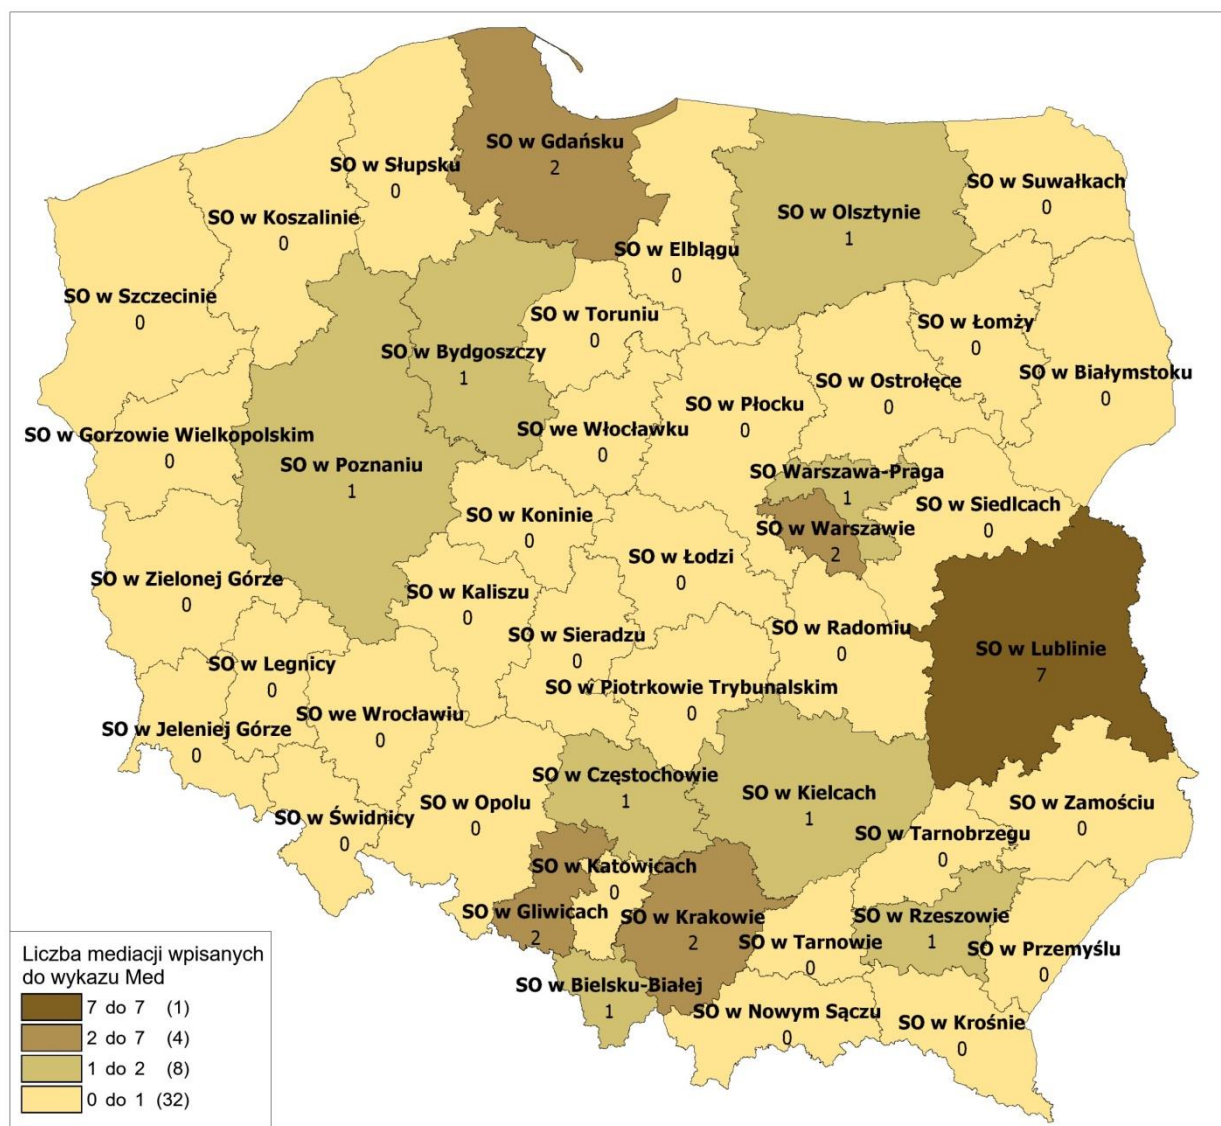 SO w Gdańsku
2
SO w Słupsku
0
SO w Suwałkach
0
SO w Koszalinie
0
SO w Olsztynie
1
SO w Elblągu
0
SO w Szczecinie
0
SO w Toruniu
0
SO w Łomży
0
SO w Bydgoszczy
1
SO w Ostrołęce
0
SO w Białymstoku
0
SO w Płocku
0
SO we Włocławku
0
SO w Gorzowie Wielkopolskim
0
SO w Poznaniu
1
SO Warszawa-Praga
1
SO w Siedlcach
0
SO w Koninie
0
SO w Warszawie
2
SO w Łodzi
0
SO w Zielonej Górze
0
SO w Kaliszu
0
SO w Sieradzu
0
SO w Radomiu
0
SO w Lublinie
7
SO w Legnicy
0
SO w Piotrkowie Trybunalskim
0
SO we Wrocławiu
0
SO w Jeleniej Górze
0
SO w Częstochowie
1
SO w Kielcach
1
SO w Opolu
0
SO w Zamościu
0
SO w Świdnicy
0
SO w Tarnobrzegu
0
SO w Katowicach
0
SO w Gliwicach
2
SO w Krakowie
2
SO w Rzeszowie
1
SO w Tarnowie
0
SO w Przemyślu
0
SO w Bielsku-Białej
1
SO w Nowym Sączu
0
SO w Krośnie
0
Liczba mediacji wpisanych
do wykazu Med
7 do 7 (1)
2 do 7 (4)
1 do 2 (8)
0 do 1 (32)